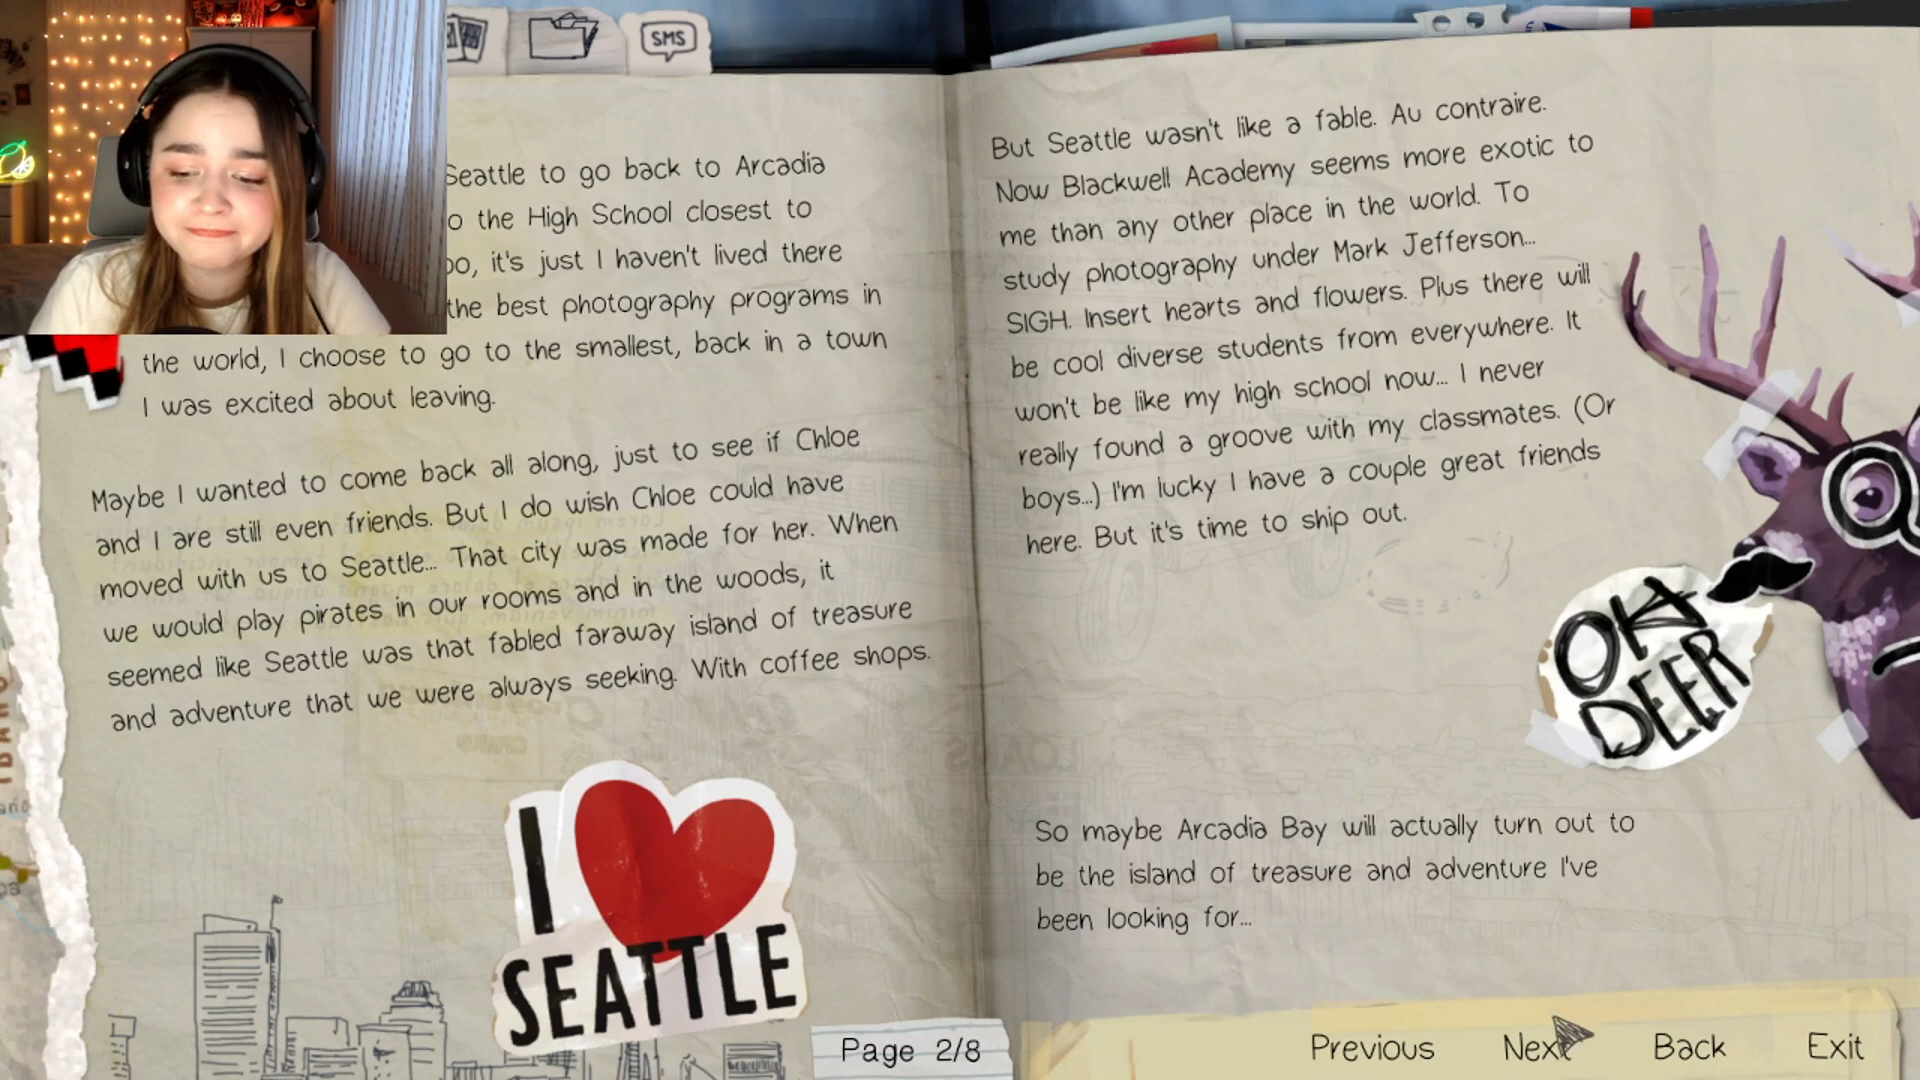 SMS
Seattle to go back to Arcadia
o the High School closest to
oo, it's just I haven't lived there
the best photography programs in
the world, I choose to go to the smallest, back in a town
I was excited about leaving.
Maybe I wanted to come back all along, just to see if Chloe
and I are still even friends. But I do wish Chloe could have
moved with us to Seattle... That city was made for her. When
we would play pirates in our rooms and in the woods, it
seemed like Seattle was that fabled faraway island of treasure
and adventure that we were always seeking. With coffee shops.
I
SEATTLE
But Seattle wasn't like a fable. Au contraire.
Now Blackwell Academy seems more exotic to
me than any other place in the world. To
study photography under Mark Jefferson...
SIGH. Insert hearts and flowers. Plus there will
be cool diverse students from everywhere. It
won't be like my high school now... I never
really found a groove with my classmates. (Or
boys...) I'm lucky I have a couple great friends
here. But it's time to ship out.
OH
DEER
So maybe Arcadia Bay will actually turn out to
be the island of treasure and adventure I've
been looking for...
Page 2/8
Previous Next Back Exit